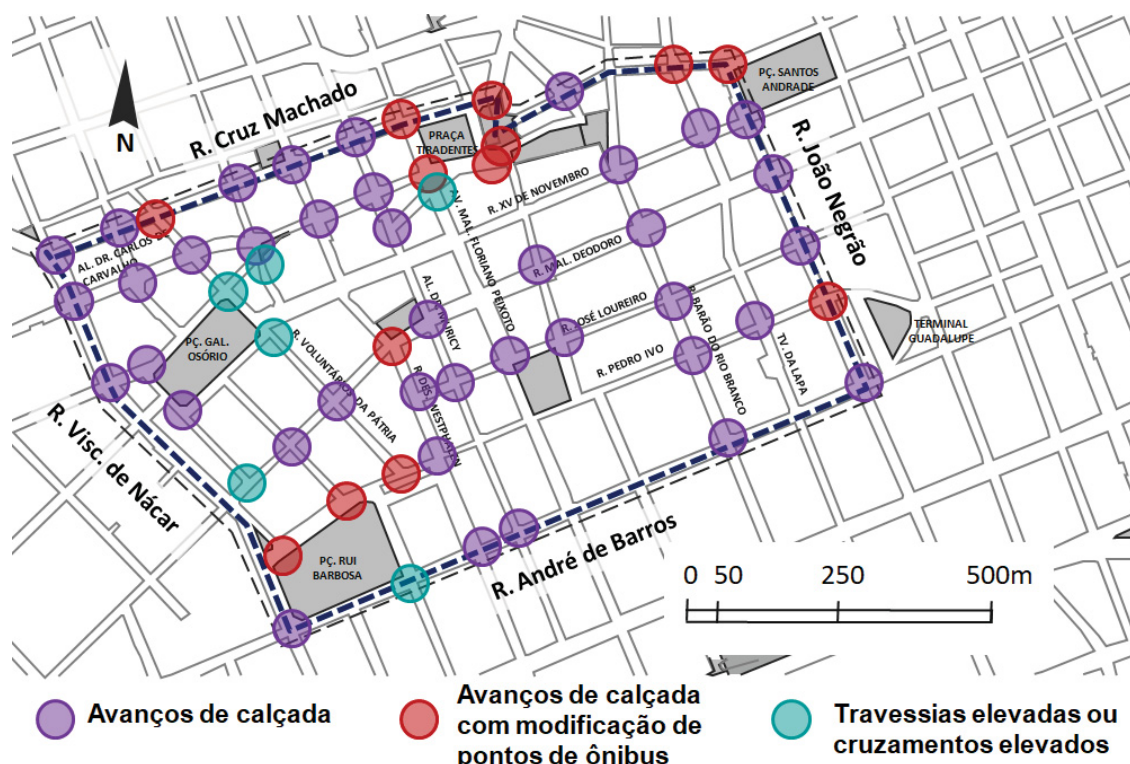 N
R. Cruz Machado
PRAÇA
TIRADENTES
PÇ. SANTOS
ANDRADE
R. João Negrão
R. XV DE NOVEMBRO
AV. MAL. FLORIANO PEIXOTO
AL. DR. CARLOS DE
CARVALHO
R. MAL. DEODORO
AL. DR. MURICY
R. JOSÉ LOUREIRO
R. BARÃO DO RIO BRANCO
TERMINAL
GUADALUPE
PÇ. GAL.
OSÓRIO
R. VOLUNTÁRIOS DA PÁTRIA
R. PEDRO IVO
TV. DA LAPA
R. DES. WESTPHALEN
R. Visc. de Nácar
PÇ. RUI
BARBOSA
R. André de Barros
0 50 250 500m
Avanços de calçada
Avanços de calçada
com modificação de
pontos de ônibus
Travessias elevadas ou
cruzamentos elevados